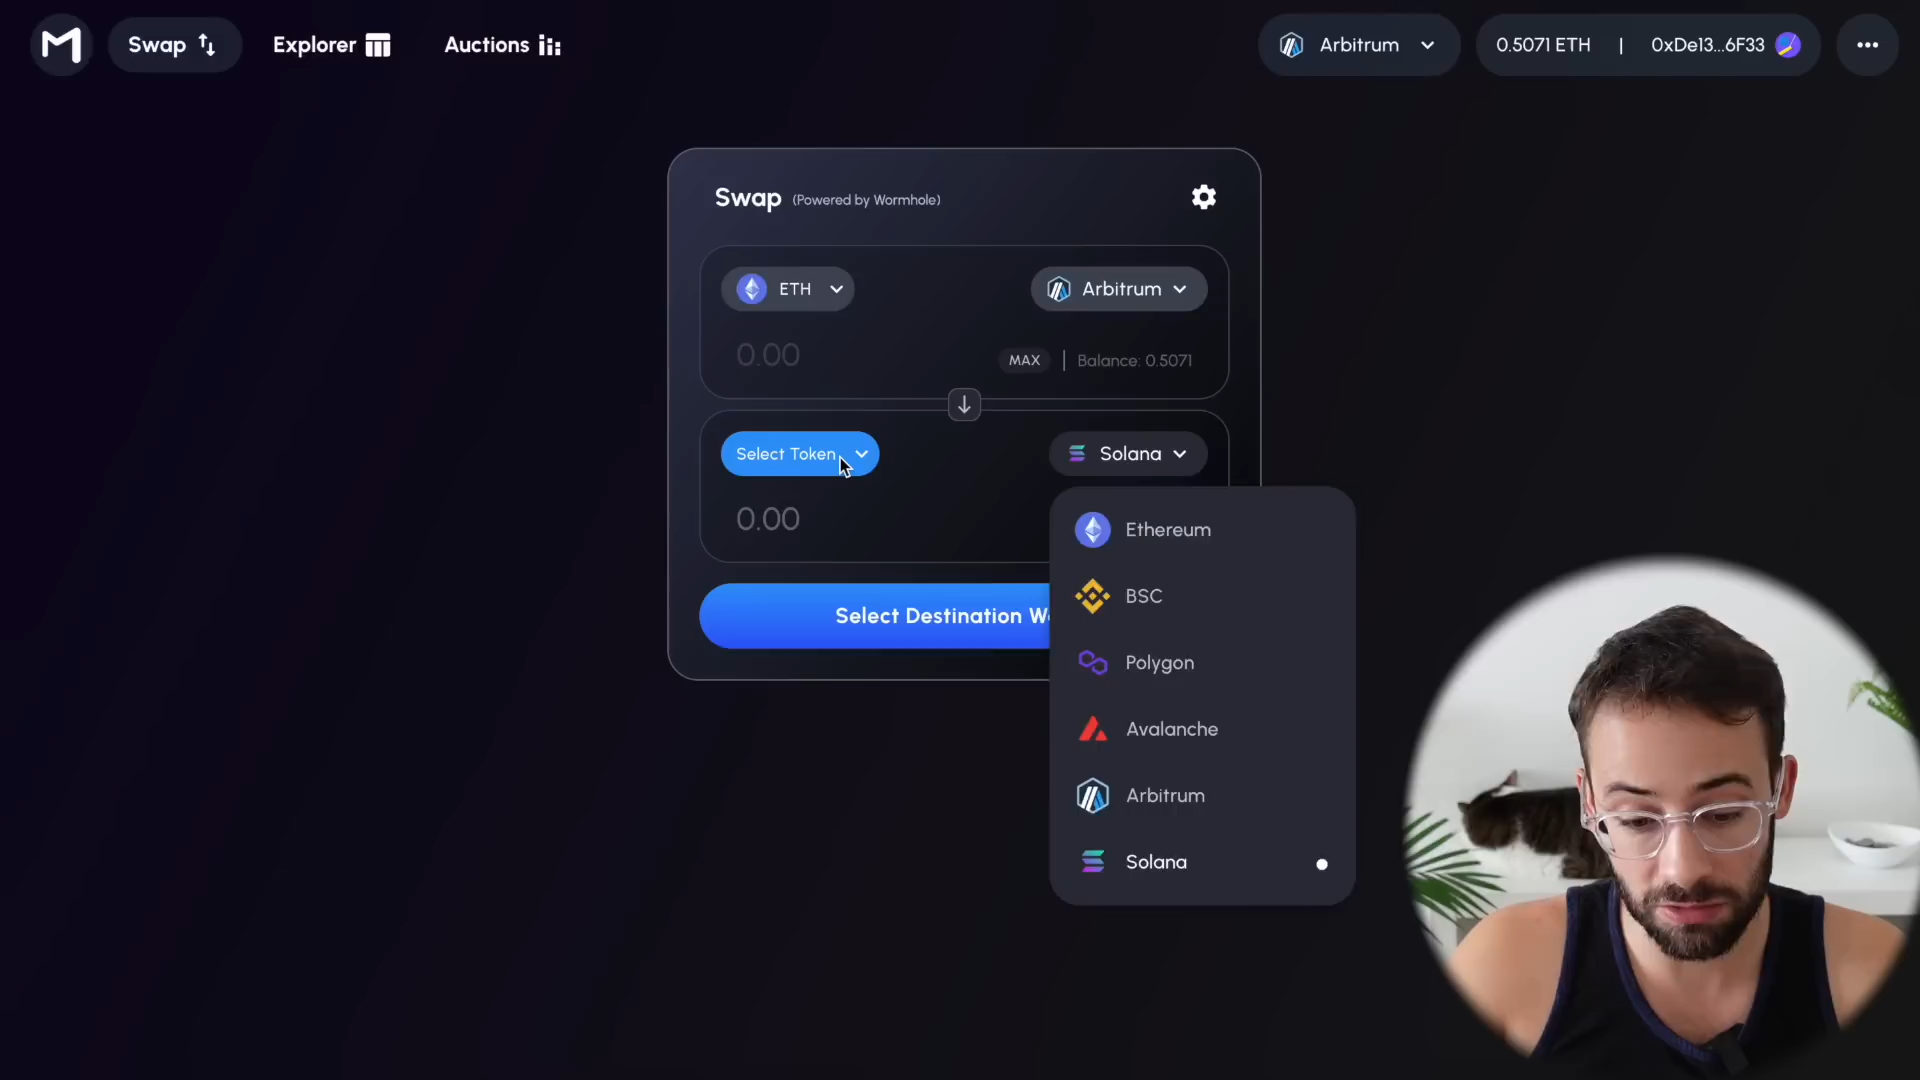 Swap
Explorer
Auctions
Arbitrum
0.5071 ETH | 0xDe13...6F33
Swap (Powered by Wormhole)
ETH
Arbitrum
0.00
MAX | Balance: 0.5071
Select Token
Solana
0.00
Select Destination W
Ethereum
BSC
Polygon
Avalanche
Arbitrum
Solana